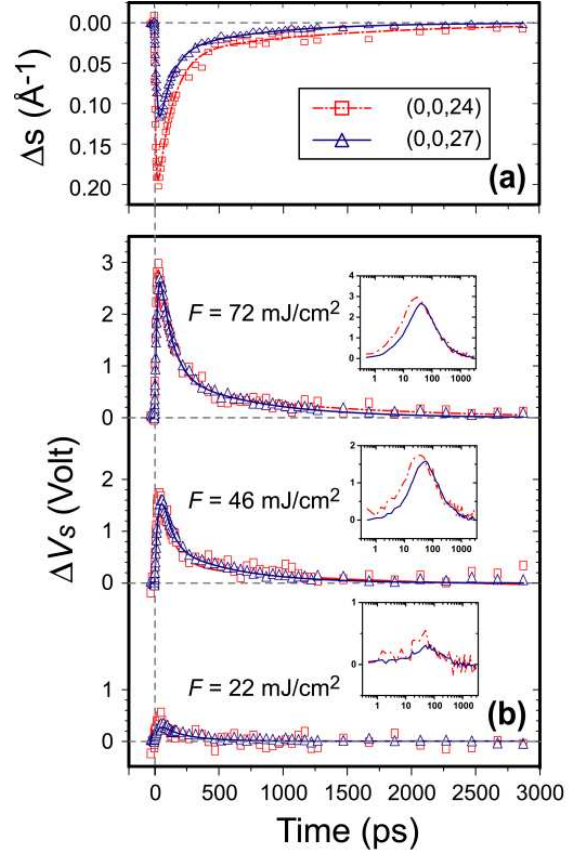 0.00
0.05
0.10
0.15
0.20
Δs (Å⁻¹)
(0,0,24)
(0,0,27)
(a)
3
2
1
0
F = 72 mJ/cm²
4
3
2
1
0
1 10 100 1000
2
1
0
F = 46 mJ/cm²
2
1
0
1 10 100 1000
1
0
F = 22 mJ/cm²
1
0
1 10 100 1000
(b)
ΔVs (Volt)
0 500 1000 1500 2000 2500 3000
Time (ps)